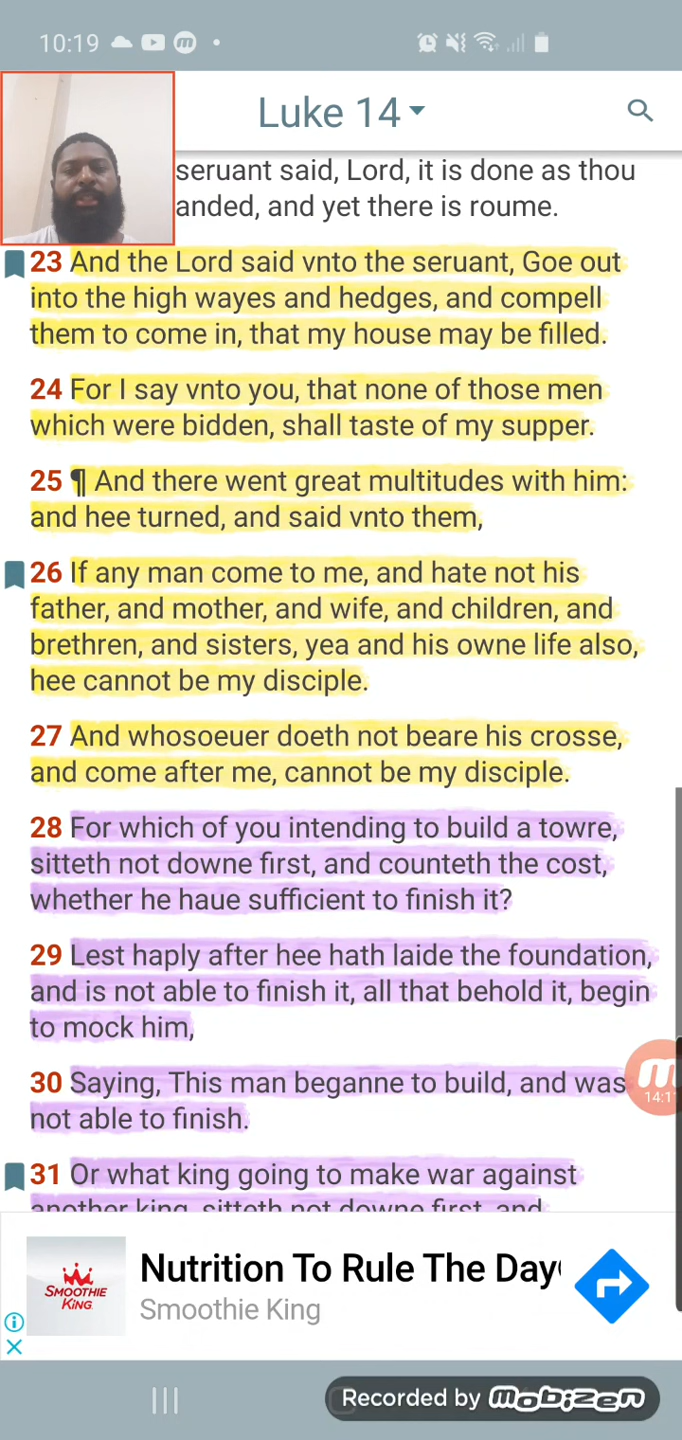 10:19
Luke 14
seruant said, Lord, it is done as thou
anded, and yet there is roume.
23 And the Lord said vnto the seruant, Goe out
into the high wayes and hedges, and compell
them to come in, that my house may be filled.
24 For I say vnto you, that none of those men
which were bidden, shall taste of my supper.
25 ¶ And there went great multitudes with him:
and hee turned, and said vnto them,
26 If any man come to me, and hate not his
father, and mother, and wife, and children, and
brethren, and sisters, yea and his owne life also,
hee cannot be my disciple.
27 And whosoeuer doeth not beare his crosse,
and come after me, cannot be my disciple.
28 For which of you intending to build a towre,
sitteth not downe first, and counteth the cost,
whether he haue sufficient to finish it?
29 Lest haply after hee hath laide the foundation,
and is not able to finish it, all that behold it, begin
to mock him,
30 Saying, This man beganne to build, and was
not able to finish.
14:1
31 Or what king going to make war against
another king, sitteth not downe first, and
SMOOTHIE
KING
Nutrition To Rule The Day
Smoothie King
Recorded by mobizen